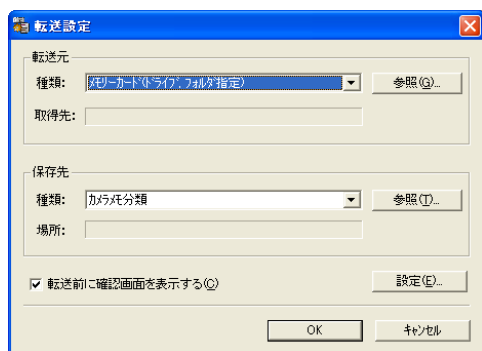 転送設定
転送元
種類: ﾒﾓﾘｰｶｰﾄﾞ(ﾄﾞﾗｲﾌﾞ､ﾌｫﾙﾀﾞ指定) 参照(G)...
取得先:
保存先
種類: ｶﾒﾗﾒﾓ分類 参照(T)...
場所:
転送前に確認画面を表示する(C) 設定(E)...
OK ｷｬﾝｾﾙ